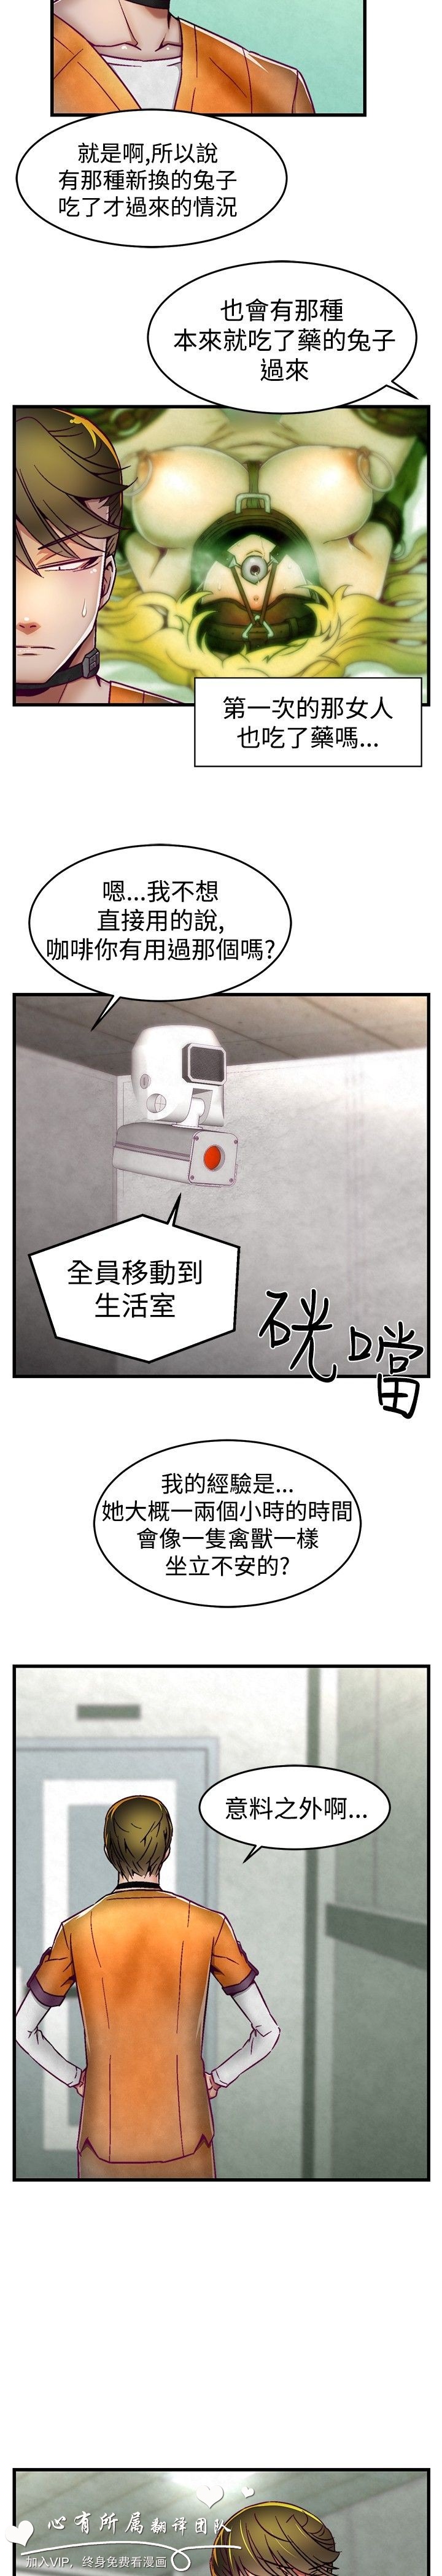 就是啊,所以說
有那種新換的兔子
吃了才過來的情況
也會有那種
本來就吃了藥的兔子
過來
第一次的那女人
也吃了藥嗎...
嗯...我不想
直接用的說,
咖啡你有用過那個嗎?
全員移動到
生活室
硄噹
我的經驗是...
她大概一兩個小時的時間
會像一隻禽獸一樣
坐立不安的?
意料之外啊...
心有所属翻译团队
加入VIP，终身免费看漫画